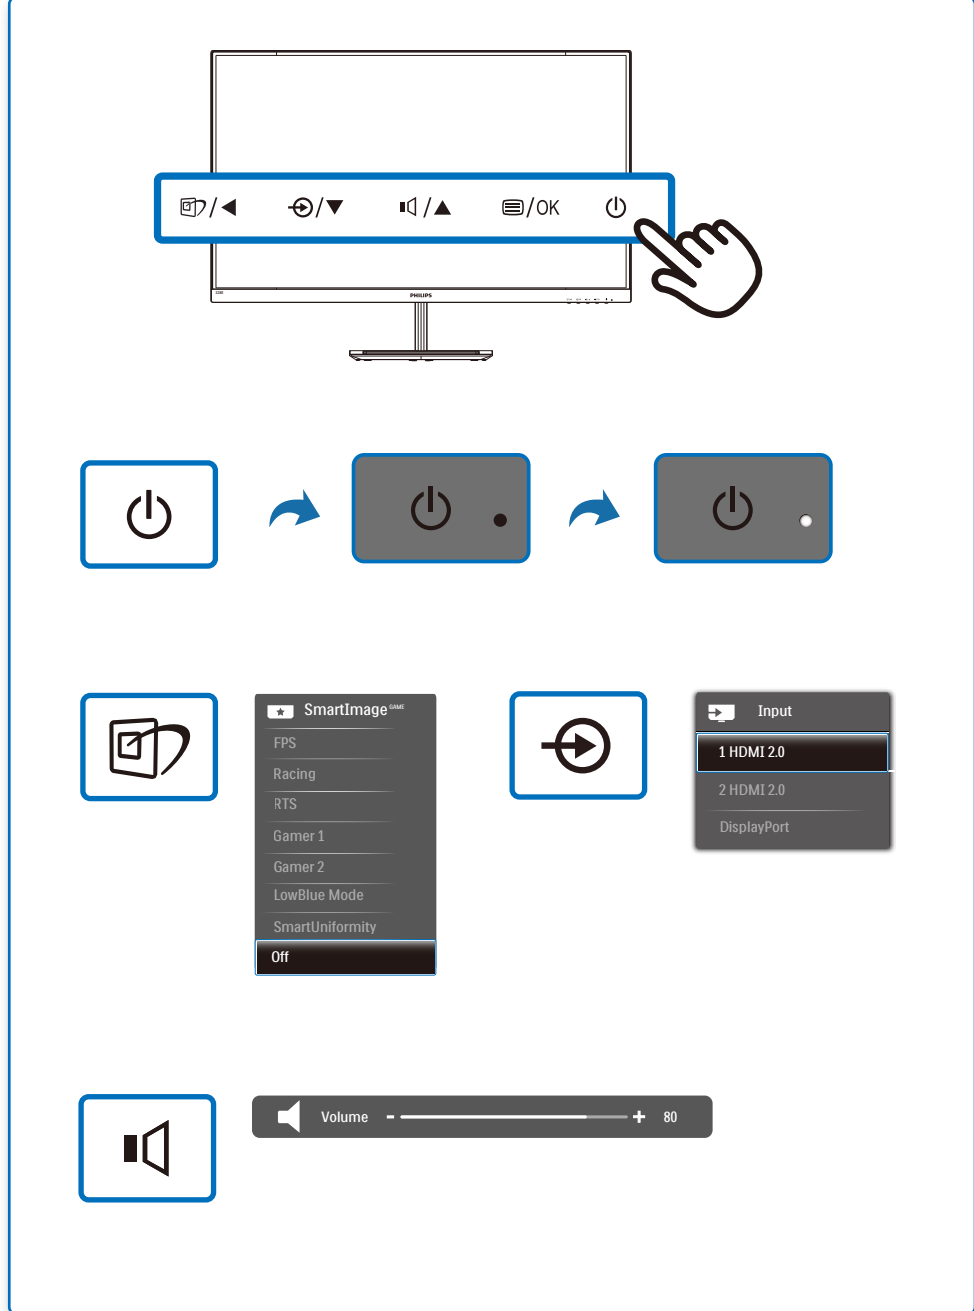 / / / /OK
PHILIPS
SmartImage GAME
FPS
Racing
RTS
Gamer 1
Gamer 2
LowBlue Mode
SmartUniformity
Off
Input
1 HDMI 2.0
2 HDMI 2.0
DisplayPort
Volume - + 80